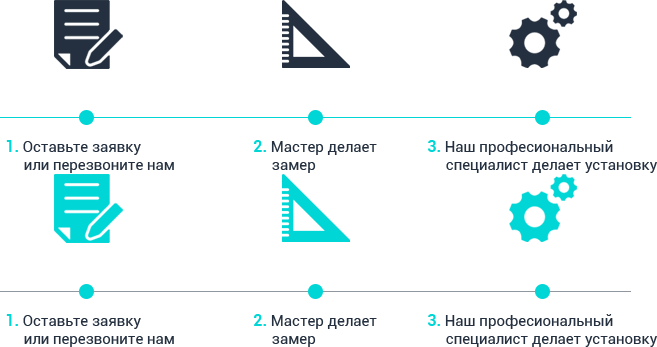 1. Оставьте заявку
или перезвоните нам
2. Мастер делает
замер
3. Наш професиональный
специалист делает установку
1. Оставьте заявку
или перезвоните нам
2. Мастер делает
замер
3. Наш професиональный
специалист делает установку